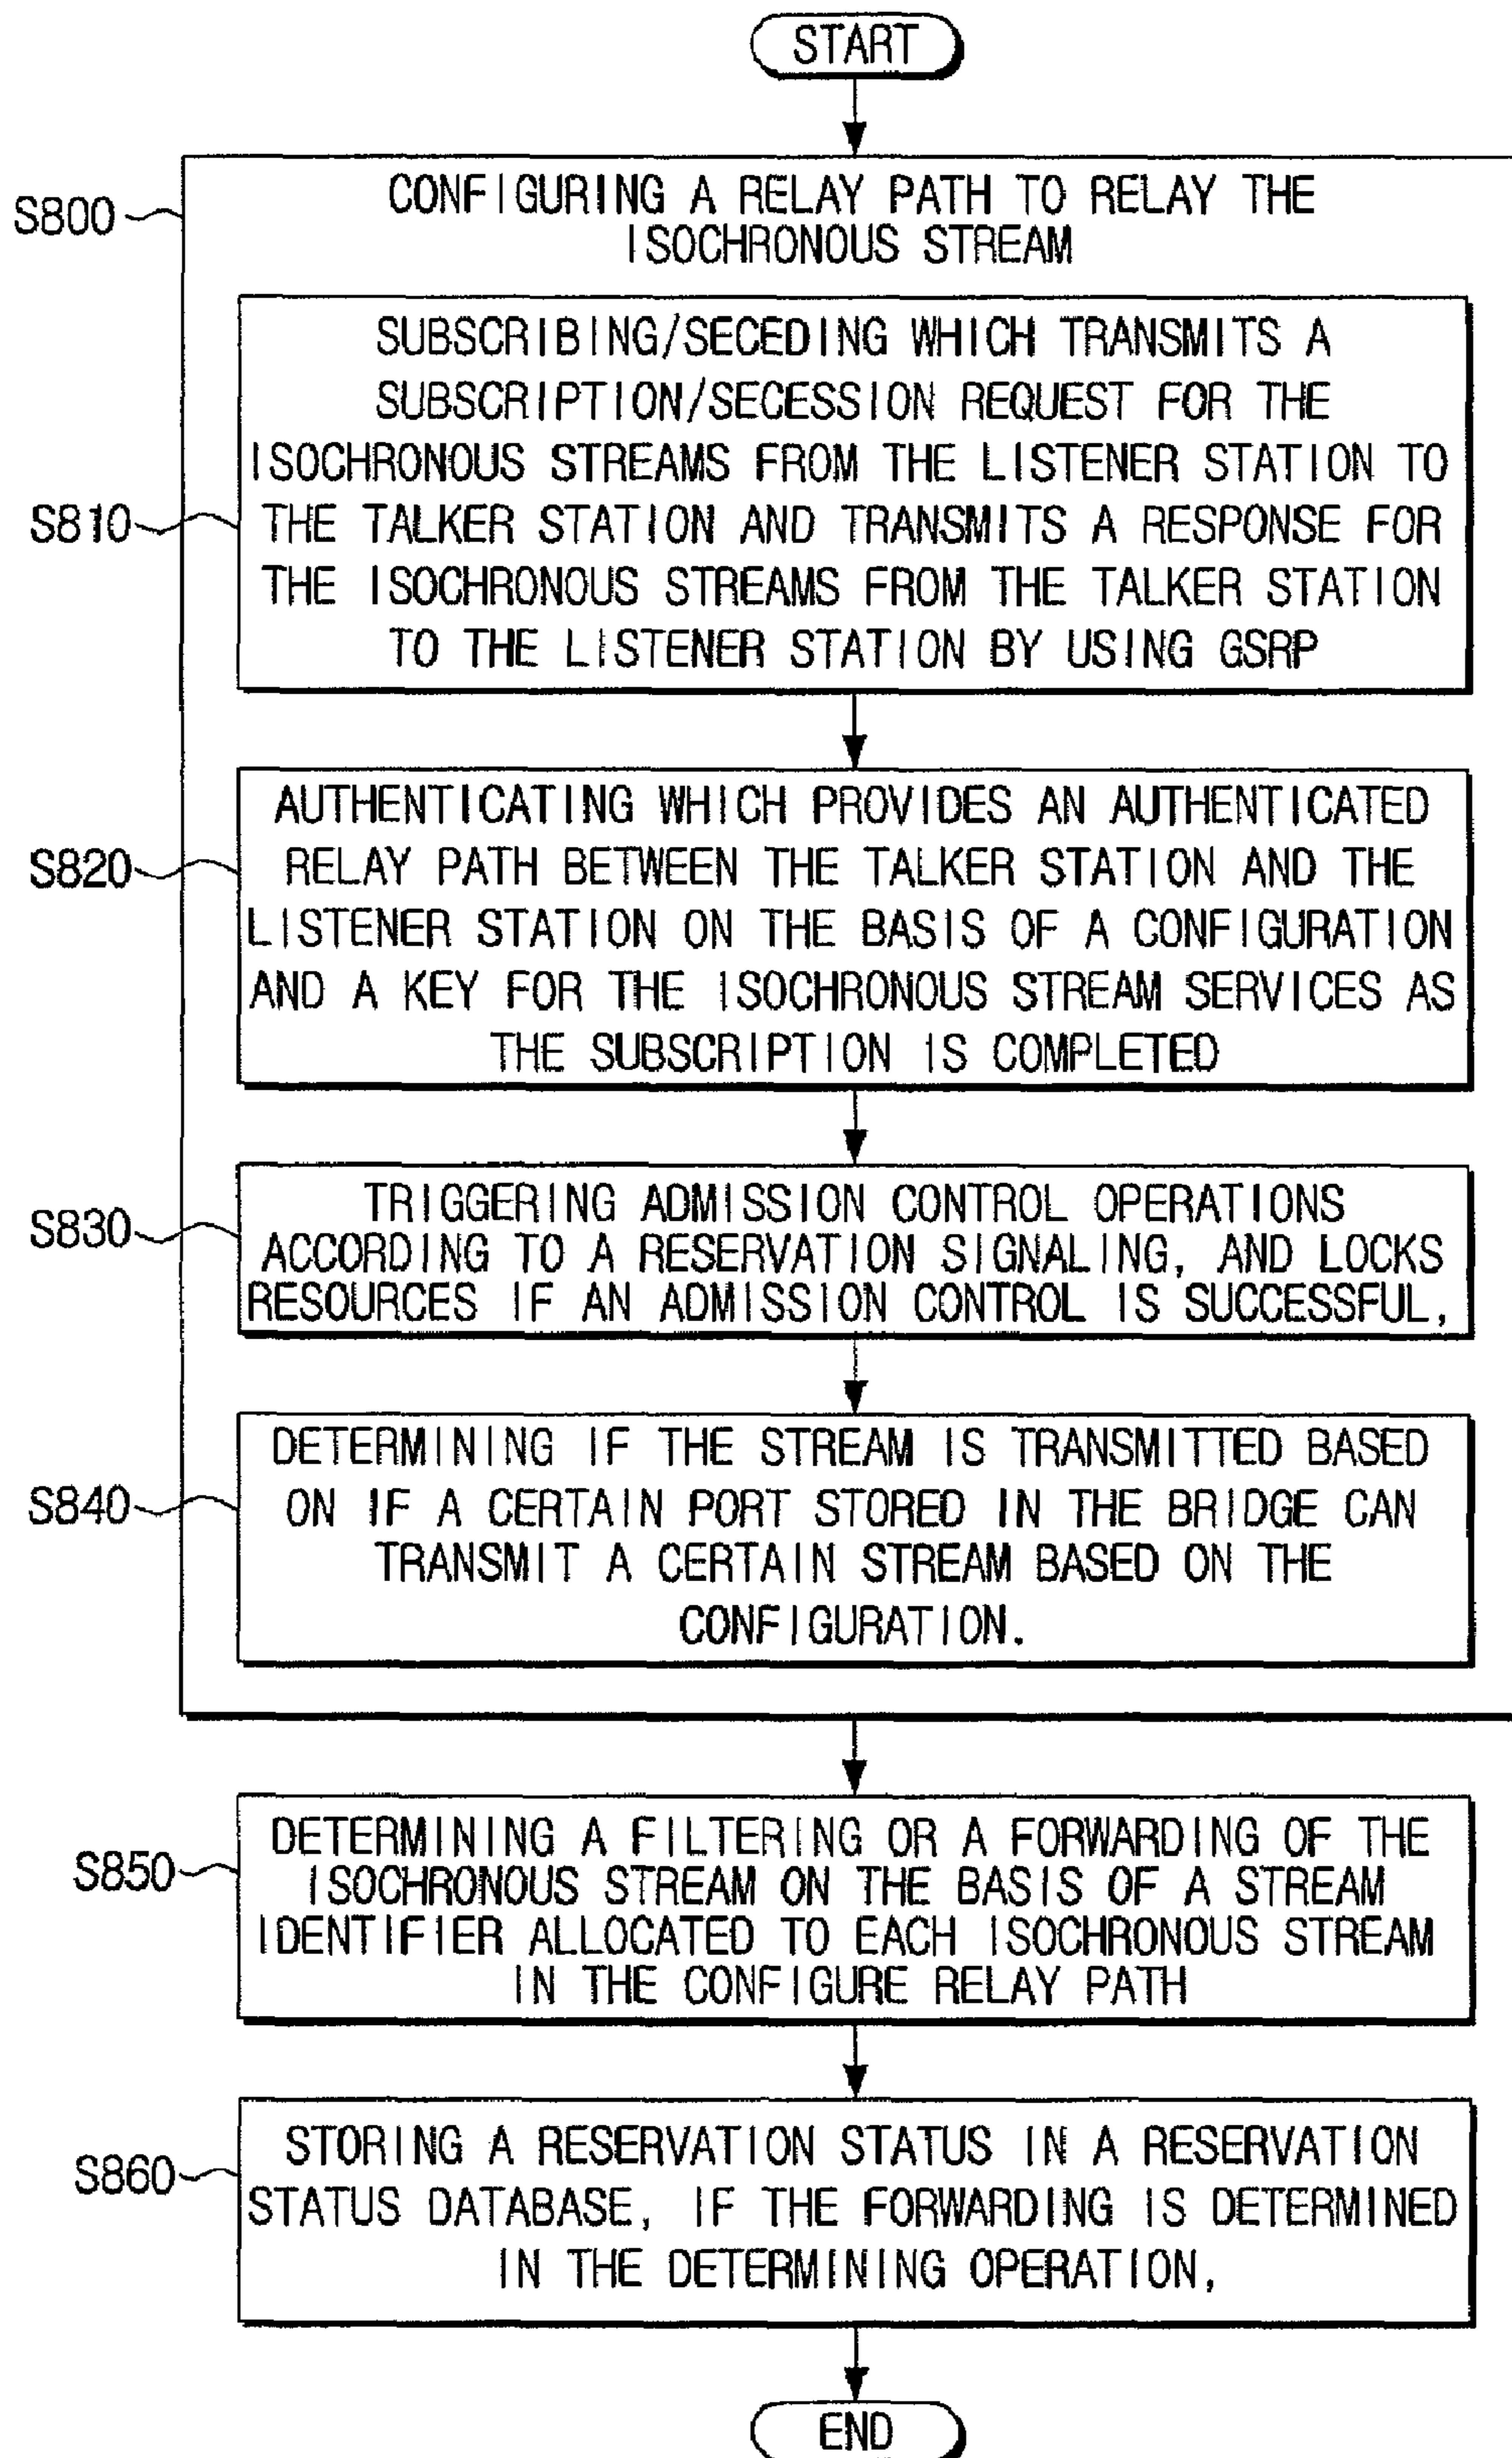 START
S800
CONFIGURING A RELAY PATH TO RELAY THE
ISOCHRONOUS STREAM
S810
SUBSCRIBING/SECEDING WHICH TRANSMITS A
SUBSCRIPTION/SECESSION REQUEST FOR THE
ISOCHRONOUS STREAMS FROM THE LISTENER STATION TO
THE TALKER STATION AND TRANSMITS A RESPONSE FOR
THE ISOCHRONOUS STREAMS FROM THE TALKER STATION
TO THE LISTENER STATION BY USING GSRP
S820
AUTHENTICATING WHICH PROVIDES AN AUTHENTICATED
RELAY PATH BETWEEN THE TALKER STATION AND THE
LISTENER STATION ON THE BASIS OF A CONFIGURATION
AND A KEY FOR THE ISOCHRONOUS STREAM SERVICES AS
THE SUBSCRIPTION IS COMPLETED
S830
TRIGGERING ADMISSION CONTROL OPERATIONS
ACCORDING TO A RESERVATION SIGNALING, AND LOCKS
RESOURCES IF AN ADMISSION CONTROL IS SUCCESSFUL,
S840
DETERMINING IF THE STREAM IS TRANSMITTED BASED
ON IF A CERTAIN PORT STORED IN THE BRIDGE CAN
TRANSMIT A CERTAIN STREAM BASED ON THE
CONFIGURATION.
S850
DETERMINING A FILTERING OR A FORWARDING OF THE
ISOCHRONOUS STREAM ON THE BASIS OF A STREAM
IDENTIFIER ALLOCATED TO EACH ISOCHRONOUS STREAM
IN THE CONFIGURE RELAY PATH
S860
STORING A RESERVATION STATUS IN A RESERVATION
STATUS DATABASE, IF THE FORWARDING IS DETERMINED
IN THE DETERMINING OPERATION,
END